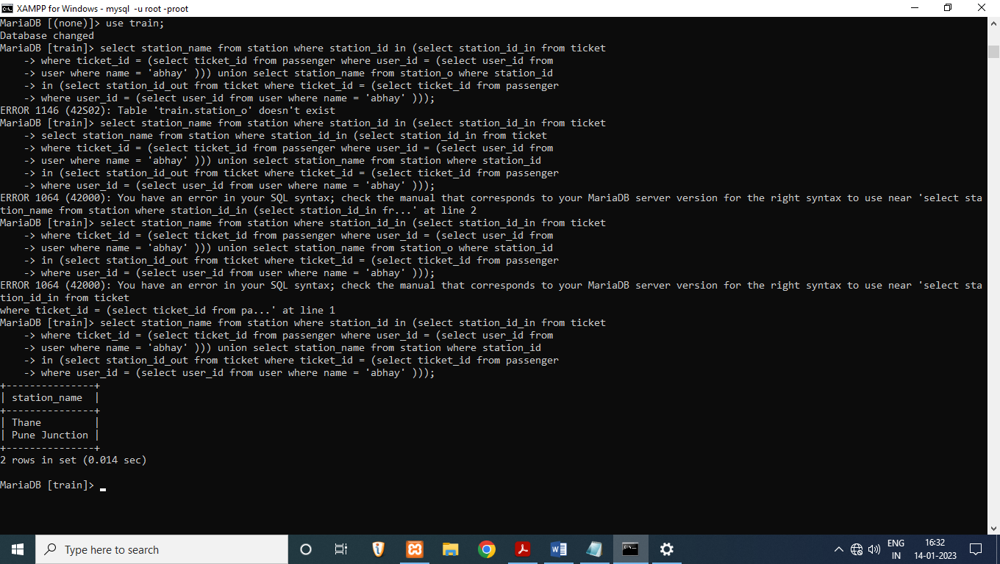 XAMPP for Windows - mysql  -u root -proot
MariaDB [(none)]> use train;
Database changed
MariaDB [train]> select station_name from station where station_id in (select station_id_in from ticket
    -> where ticket_id = (select ticket_id from passenger where user_id = (select user_id from
    -> user where name = 'abhay' ))) union select station_name from station_o where station_id
    -> in (select station_id_out from ticket where ticket_id = (select ticket_id from passenger
    -> where user_id = (select user_id from user where name = 'abhay' )));
ERROR 1146 (42S02): Table 'train.station_o' doesn't exist
MariaDB [train]> select station_name from station where station_id in (select station_id_in from ticket
    -> select station_name from station where station_id_in (select station_id_in from ticket
    -> where ticket_id = (select ticket_id from passenger where user_id = (select user_id from
    -> user where name = 'abhay' ))) union select station_name from station where station_id
    -> in (select station_id_out from ticket where ticket_id = (select ticket_id from passenger
    -> where user_id = (select user_id from user where name = 'abhay' )));
ERROR 1064 (42000): You have an error in your SQL syntax; check the manual that corresponds to your MariaDB server version for the right syntax to use near 'select sta
tion_name from station where station_id_in (select station_id_in fr...' at line 2
MariaDB [train]> select station_name from station where station_id_in (select station_id_in from ticket
    -> where ticket_id = (select ticket_id from passenger where user_id = (select user_id from
    -> user where name = 'abhay' ))) union select station_name from station_o where station_id
    -> in (select station_id_out from ticket where ticket_id = (select ticket_id from passenger
    -> where user_id = (select user_id from user where name = 'abhay' )));
ERROR 1064 (42000): You have an error in your SQL syntax; check the manual that corresponds to your MariaDB server version for the right syntax to use near 'select sta
tion_id_in from ticket
where ticket_id = (select ticket_id from pa...' at line 1
MariaDB [train]> select station_name from station where station_id in (select station_id_in from ticket
    -> where ticket_id = (select ticket_id from passenger where user_id = (select user_id from
    -> user where name = 'abhay' ))) union select station_name from station where station_id
    -> in (select station_id_out from ticket where ticket_id = (select ticket_id from passenger
    -> where user_id = (select user_id from user where name = 'abhay' )));
+---------------+
| station_name  |
+---------------+
| Thane         |
| Pune Junction |
+---------------+
2 rows in set (0.014 sec)
MariaDB [train]>
Type here to search
ENG
IN
16:32
14-01-2023